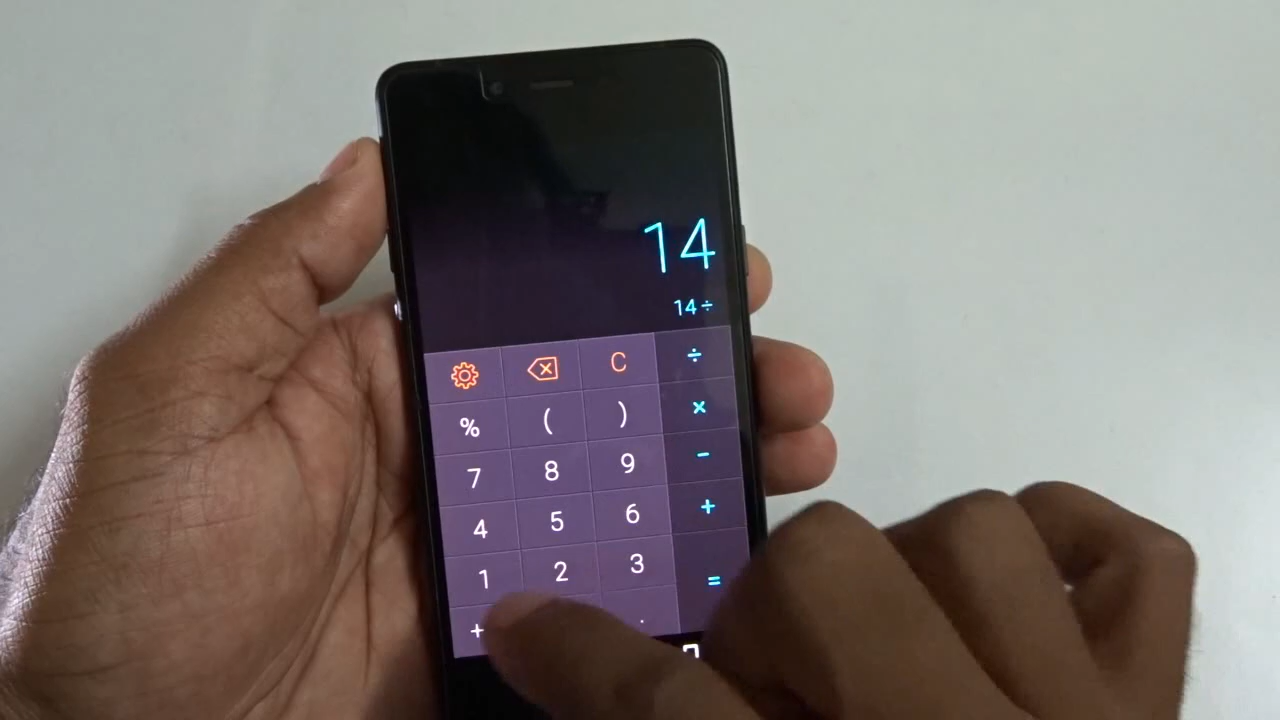 14
14÷
C ÷
% ( ) ×
7 8 9 -
4 5 6 +
1 2 3 =
+ .